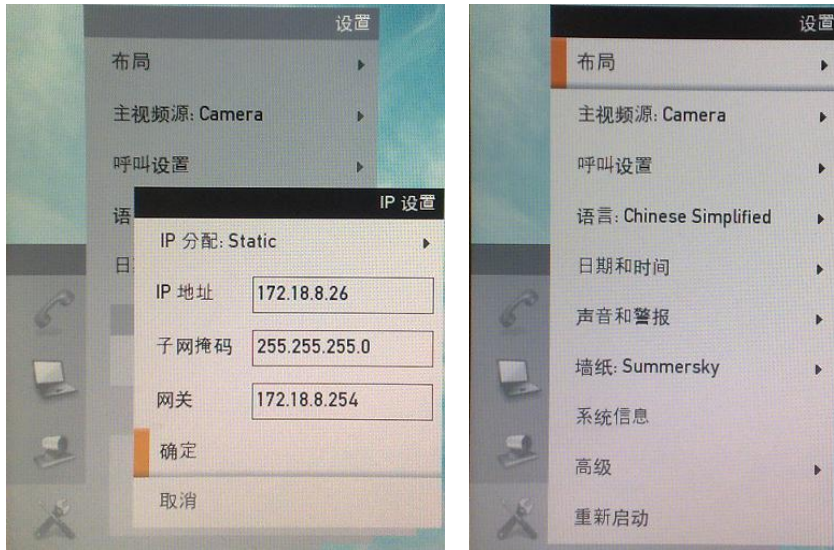 设置
布局
主视频源: Camera
呼叫设置
语
日
IP 设置
IP 分配: Static
IP 地址 172.18.8.26
子网掩码 255.255.255.0
网关 172.18.8.254
确定
取消
设置
布局
主视频源: Camera
呼叫设置
语言: Chinese Simplified
日期和时间
声音和警报
墙纸: Summersky
系统信息
高级
重新启动